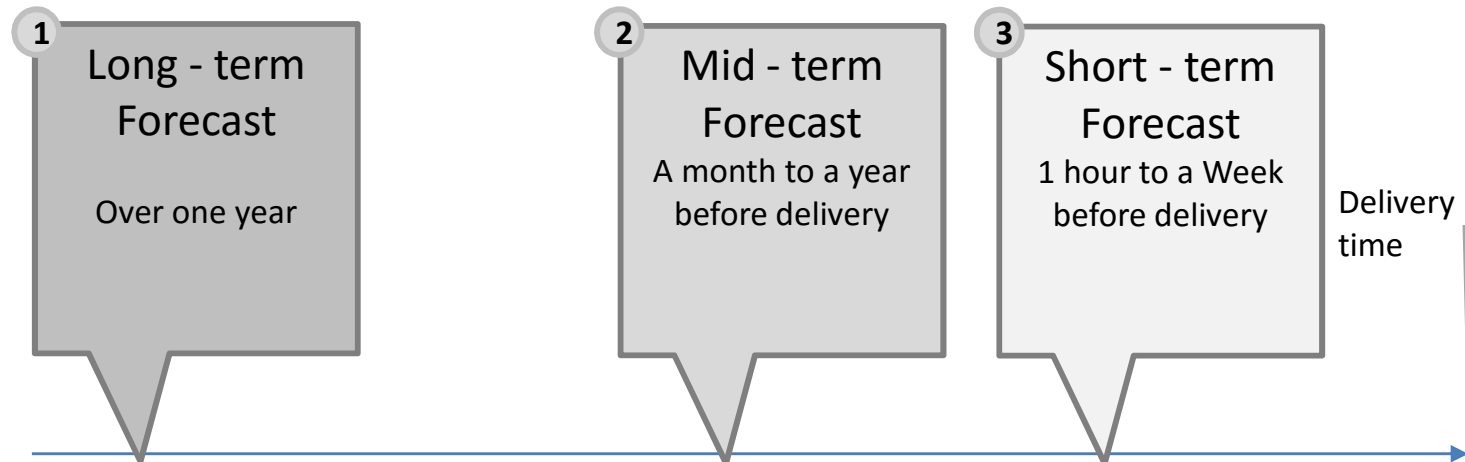 1
Long - term
Forecast
Over one year
2
Mid - term
Forecast
A month to a year
before delivery
3
Short - term
Forecast
1 hour to a Week
before delivery
Delivery
time